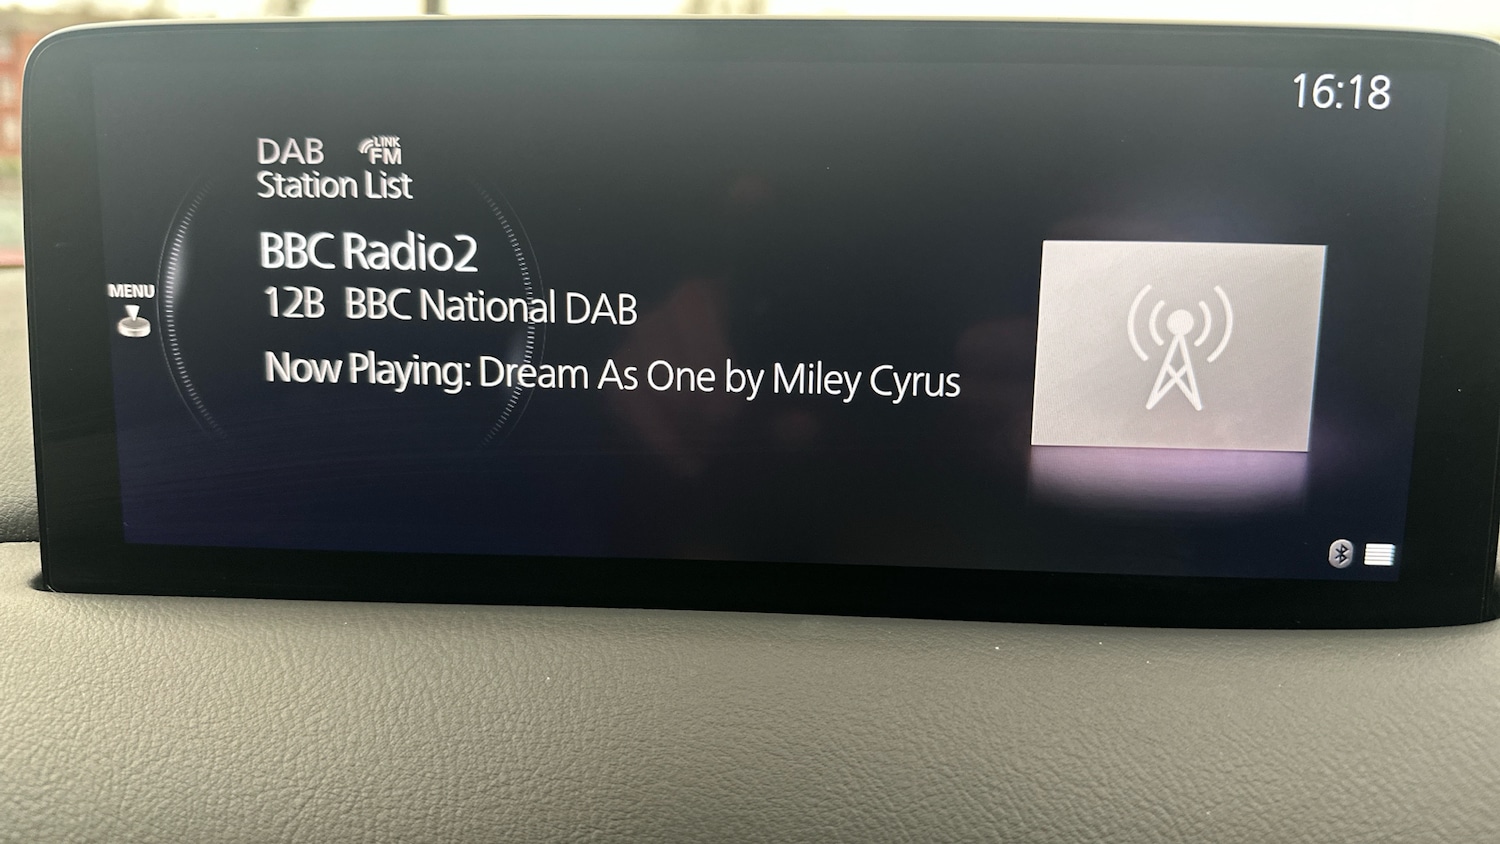 16:18
DAB LINK FM
Station List
BBC Radio2
MENU
12B BBC National DAB
Now Playing: Dream As One by Miley Cyrus